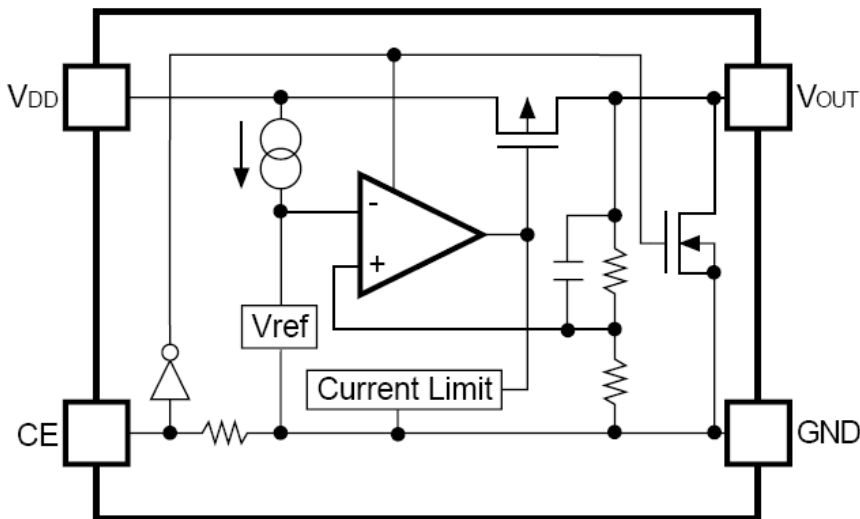 VDD
VOUT
-
+
Vref
Current Limit
CE
GND